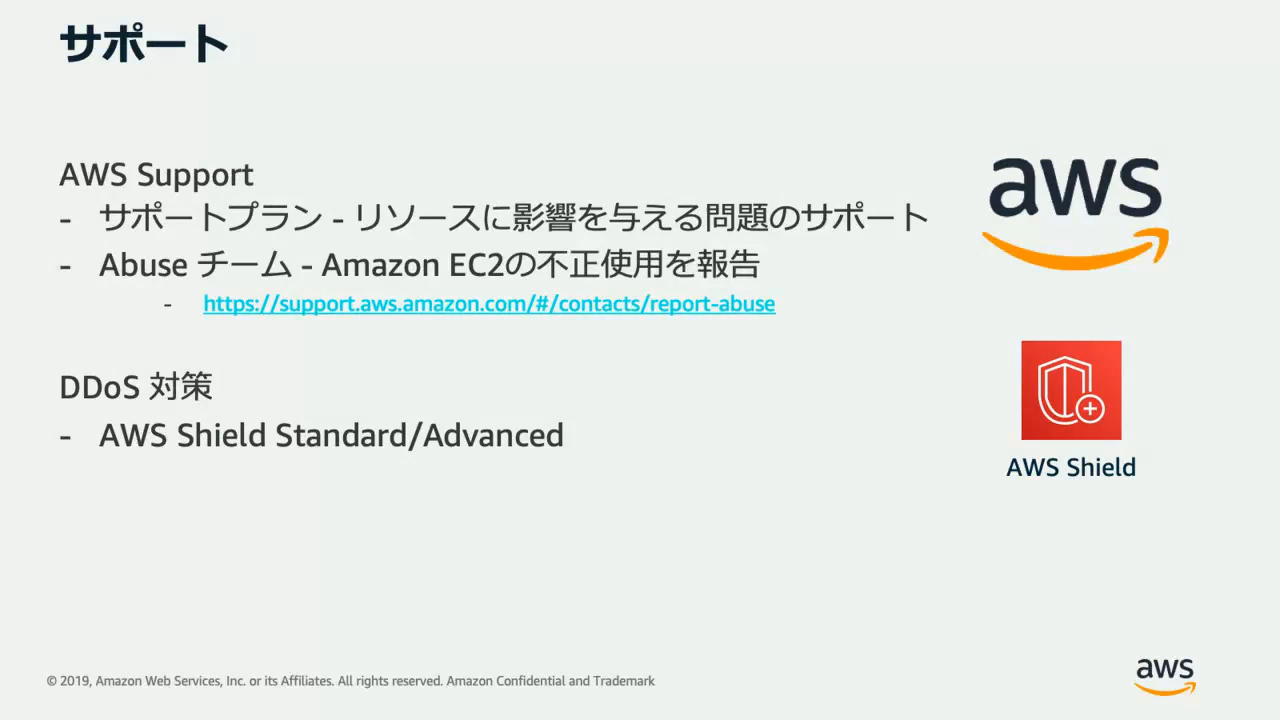 サポート
AWS Support
- サポートプラン - リソースに影響を与える問題のサポート
- Abuse チーム - Amazon EC2の不正使用を報告
- https://support.aws.amazon.com/#/contacts/report-abuse
DDoS 対策
- AWS Shield Standard/Advanced
aws
AWS Shield
© 2019, Amazon Web Services, Inc. or its Affiliates. All rights reserved. Amazon Confidential and Trademark
aws